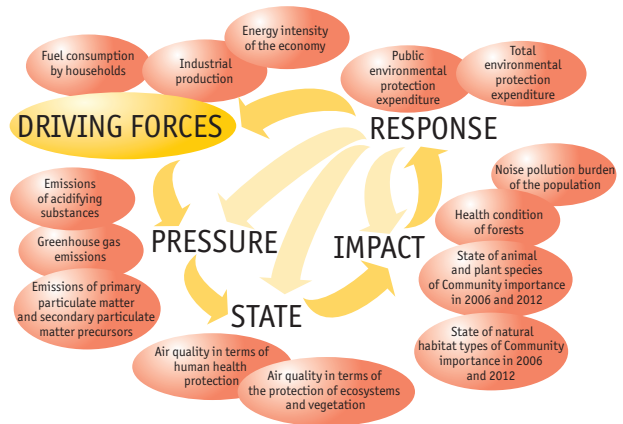 Energy intensity
of the economy
Fuel consumption
by households
Industrial
production
Public
environmental
protection
expenditure
Total
environmental
protection
expenditure
DRIVING FORCES
RESPONSE
Noise pollution burden
of the population
Emissions
of acidifying
substances
Health condition
of forests
Greenhouse gas
emissions
PRESSURE
IMPACT
State of animal
and plant species
of Community importance
in 2006 and 2012
Emissions of primary
particulate matter
and secondary particulate
matter precursors
STATE
State of natural
habitat types of Community
importance in 2006
and 2012
Air quality in terms of
human health
protection
Air quality in terms of
the protection of ecosystems
and vegetation